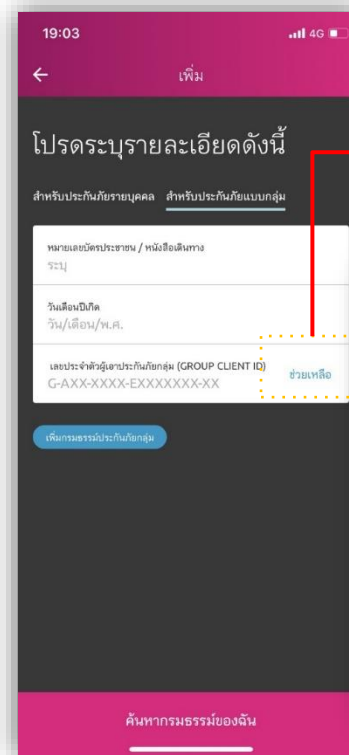 19:03
4G
เพิ่ม
โปรดระบุรายละเอียดดังนี้
สำหรับประกันภัยรายบุคคล สำหรับประกันภัยแบบกลุ่ม
หมายเลขบัตรประชาชน / หนังสือเดินทาง
ระบุ
วันเดือนปีเกิด
วัน/เดือน/พ.ศ.
เลขประจำตัวผู้เอาประกันภัยกลุ่ม (GROUP CLIENT ID)
G-AXX-XXXX-EXXXXXXX-XX
ช่วยเหลือ
เพิ่มกรมธรรม์ประกันภัยกลุ่ม
ค้นหากรมธรรม์ของฉัน